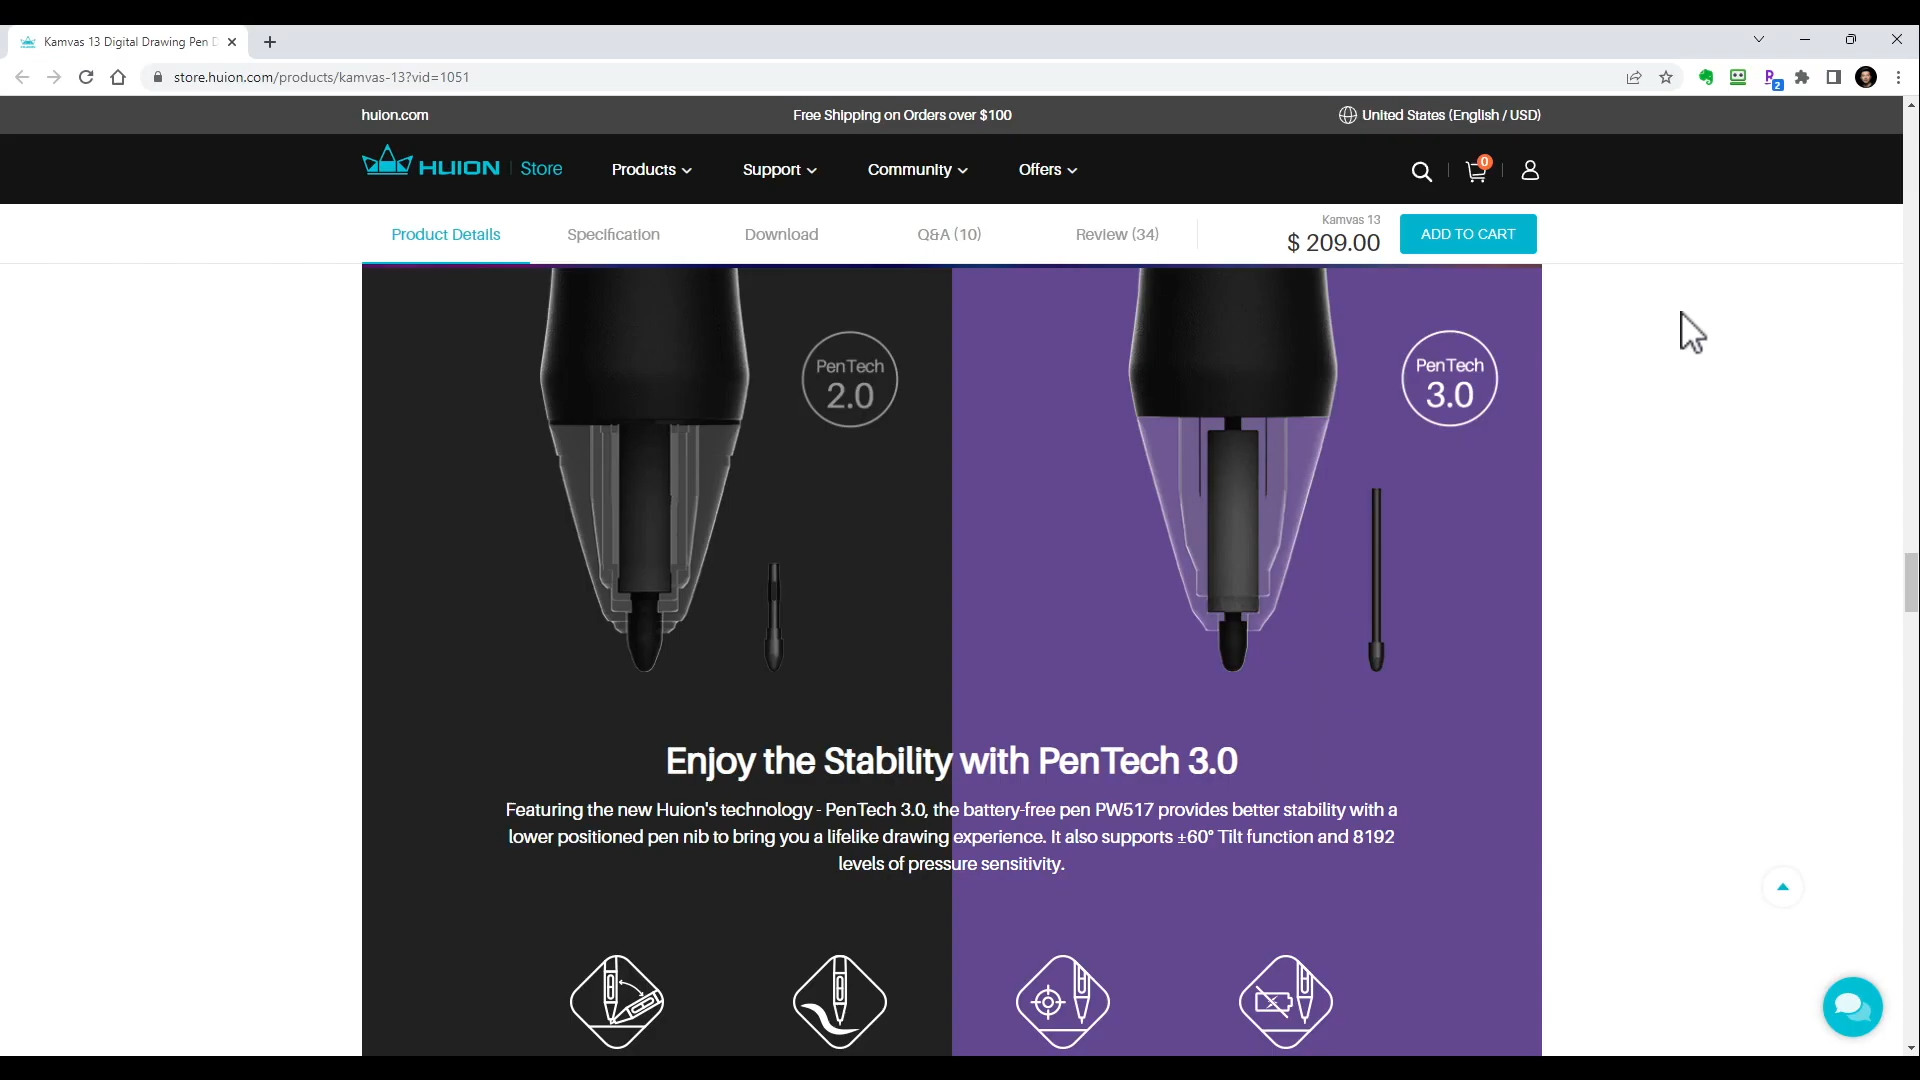 Kamvas 13 Digital Drawing Pen D
store.huion.com/products/kamvas-13?vid=1051
2
huion.com
Free Shipping on Orders over $100
United States (English / USD)
HUION Store
Products
Support
Community
Offers
0
Product Details
Specification
Download
Q&A (10)
Review (34)
Kamvas 13
$ 209.00
ADD TO CART
PenTech
2.0
PenTech
3.0
Enjoy the Stability with PenTech 3.0
Featuring the new Huion's technology - PenTech 3.0, the battery-free pen PW517 provides better stability with a
lower positioned pen nib to bring you a lifelike drawing experience. It also supports ±60° Tilt function and 8192
levels of pressure sensitivity.